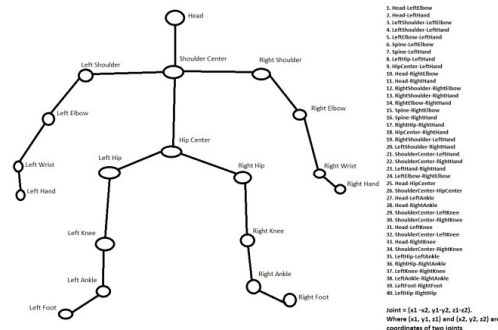 Head
Shoulder Center
Left Shoulder
Right Shoulder
Left Elbow
Right Elbow
Hip Center
Left Hip
Right Hip
Left Wrist
Right Wrist
Left Hand
Right Hand
Left Knee
Right Knee
Left Ankle
Right Ankle
Left Foot
Right Foot
1. Head-LeftElbow
2. Head-LeftHand
3. LeftShoulder-LeftElbow
4. LeftShoulder-LeftHand
5. LeftElbow-LeftHand
6. Spine-LeftElbow
7. Spine-LeftHand
8. LeftHip-LeftHand
9. HipCenter-LeftHand
10. Head-RightElbow
11. Head-RightHand
12. RightShoulder-RightElbow
13. RightShoulder-RightHand
14. RightElbow-RightHand
15. Spine-RightElbow
16. Spine-RightHand
17. RightHip-RightHand
18. HipCenter-RightHand
19. RightShoulder-LeftHand
20. LeftShoulder-RightHand
21. ShoulderCenter-LeftHand
22. ShoulderCenter-RightHand
23. LeftHand-RightHand
24. LeftElbow-RightElbow
25. Head-HipCenter
26. ShoulderCenter-HipCenter
27. Head-LeftAnkle
28. Head-RightAnkle
29. ShoulderCenter-LeftKnee
30. ShoulderCenter-RightKnee
31. Head-LeftKnee
32. ShoulderCenter-LeftKnee
33. Head-RightKnee
34. ShoulderCenter-RightKnee
35. LeftHip-LeftAnkle
36. RightHip-RightAnkle
37. LeftKnee-RightKnee
38. LeftAnkle-RightAnkle
39. LeftFoot-RightFoot
40. LeftHip-RightHip
Joint = [x1 -x2, y1-y2, z1-z2).
Where (x1, y1, z1) and (x2, y2, z2) are
coordinates of two joints